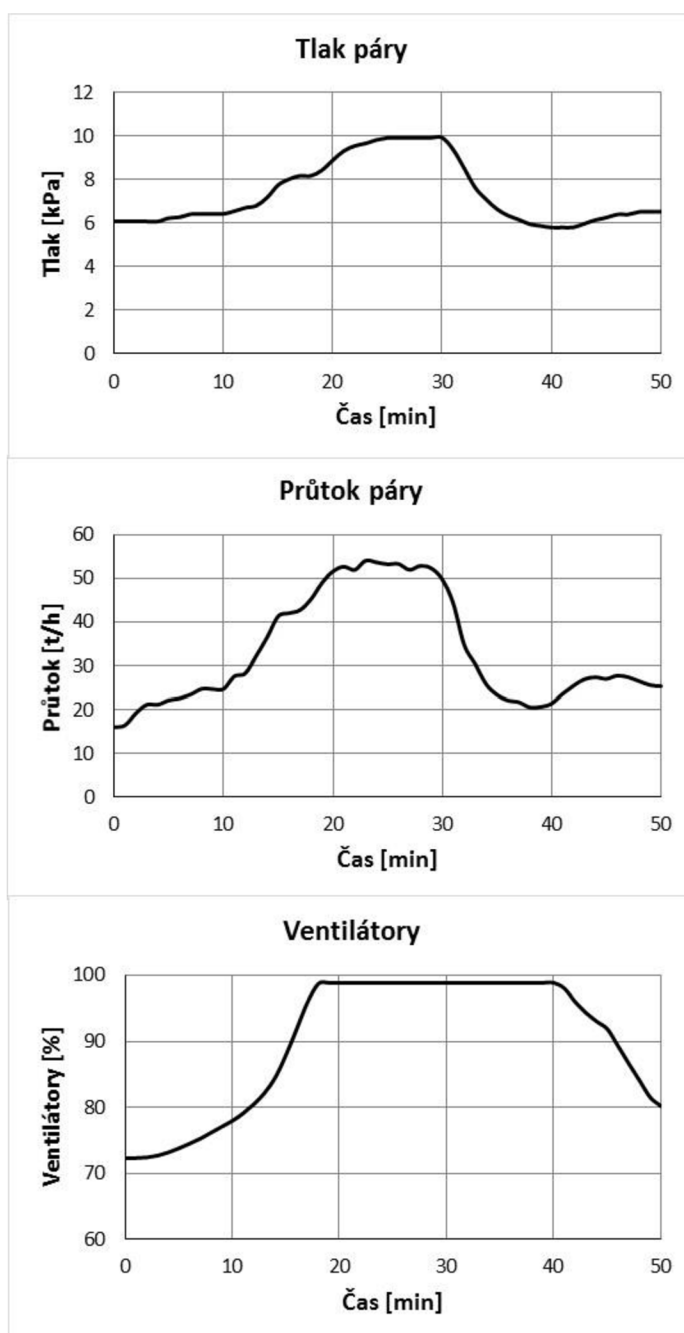 Tlak páry
12
10
8
6
4
2
0
Tlak [kPa]
0 10 20 30 40 50
Čas [min]
Průtok páry
60
50
40
30
20
10
0
Průtok [t/h]
0 10 20 30 40 50
Čas [min]
Ventilátory
100
90
80
70
60
Ventilátory [%]
0 10 20 30 40 50
Čas [min]